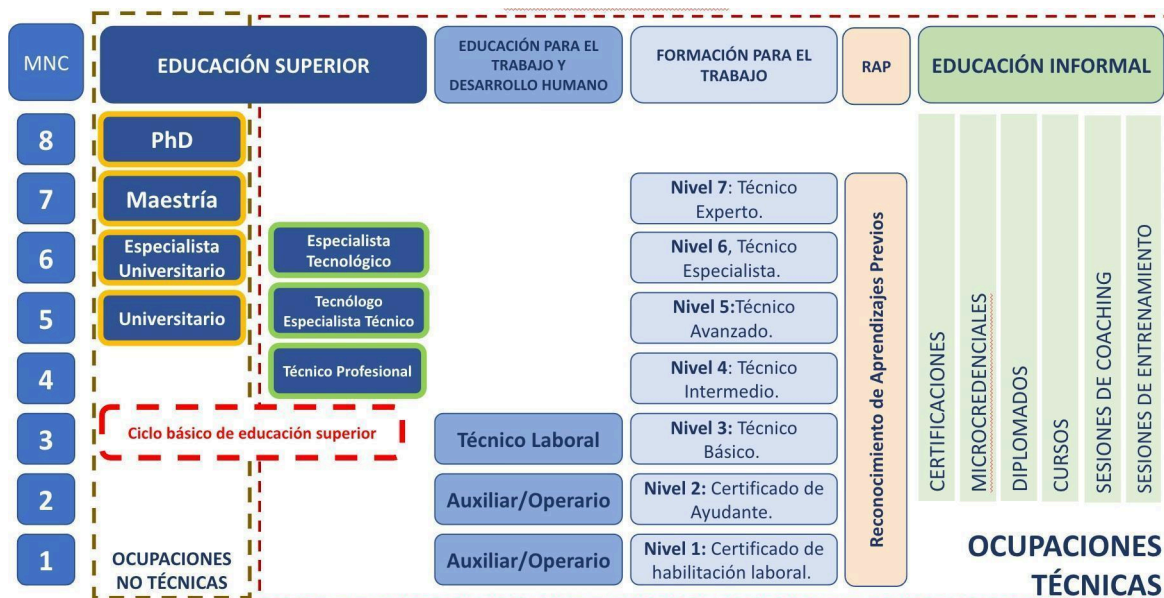 MNC
EDUCACIÓN SUPERIOR
EDUCACIÓN PARA EL
TRABAJO Y
DESARROLLO HUMANO
FORMACIÓN PARA EL
TRABAJO
RAP
EDUCACIÓN INFORMAL
8
PhD
7
Maestría
Nivel 7: Técnico
Experto.
6
Especialista
Universitario
Especialista
Tecnológico
Nivel 6, Técnico
Especialista.
5
Universitario
Tecnólogo
Especialista Técnico
Nivel 5:Técnico
Avanzado.
4
Técnico Profesional
Nivel 4: Técnico
Intermedio.
3
Ciclo básico de educación superior
Técnico Laboral
Nivel 3: Técnico
Básico.
2
Auxiliar/Operario
Nivel 2: Certificado de
Ayudante.
1
OCUPACIONES
NO TÉCNICAS
Auxiliar/Operario
Nivel 1: Certificado de
habilitación laboral.
Reconocimiento de Aprendizajes Previos
CERTIFICACIONES
MICROCREDENCIALES
DIPLOMADOS
CURSOS
SESIONES DE COACHING
SESIONES DE ENTRENAMIENTO
OCUPACIONES
TÉCNICAS